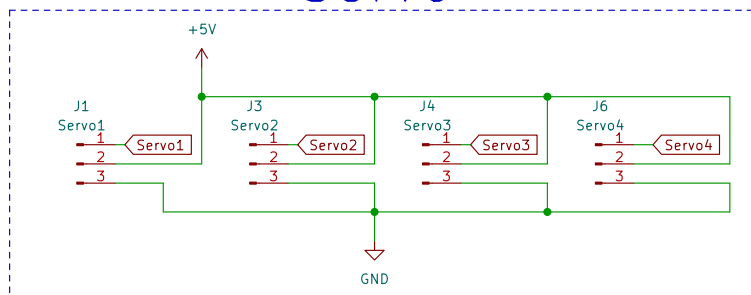 +5V
J1
Servo1
1
Servo1
2
3
J3
Servo2
1
Servo2
2
3
J4
Servo3
1
Servo3
2
3
J6
Servo4
1
Servo4
2
3
GND